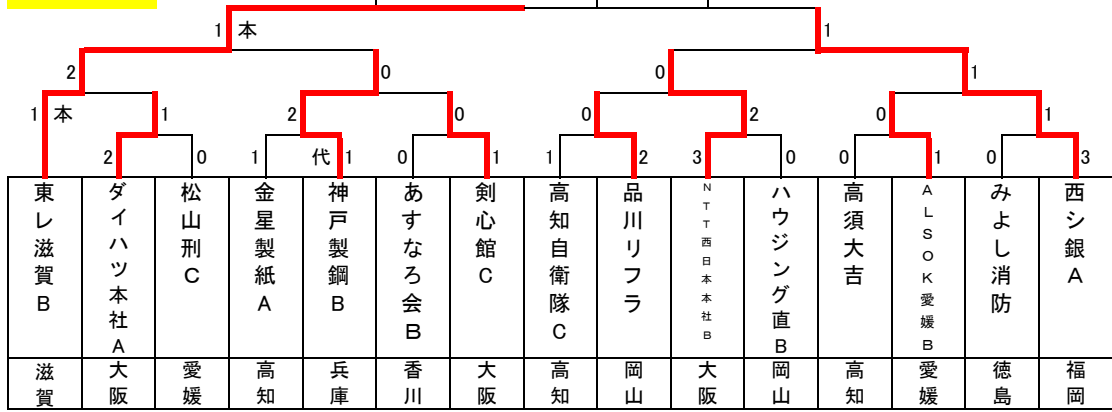 1 本 1
2 0 0 1
1 本 1 2 0 0 2 0 1
2 0 1 代 1 0 1 1 2 3 0 0 1 0 3
東レ滋賀B
ダイハツ本社A
松山刑C
金星製紙A
神戸製鋼B
あすなろ会B
剣心館C
高知自衛隊C
品川リフラ
NTT西日本本社B
ハウジング直B
高須大吉
ALSOK愛媛B
みよし消防
西シ銀A
滋賀
大阪
愛媛
高知
兵庫
香川
大阪
高知
岡山
大阪
岡山
高知
愛媛
徳島
福岡